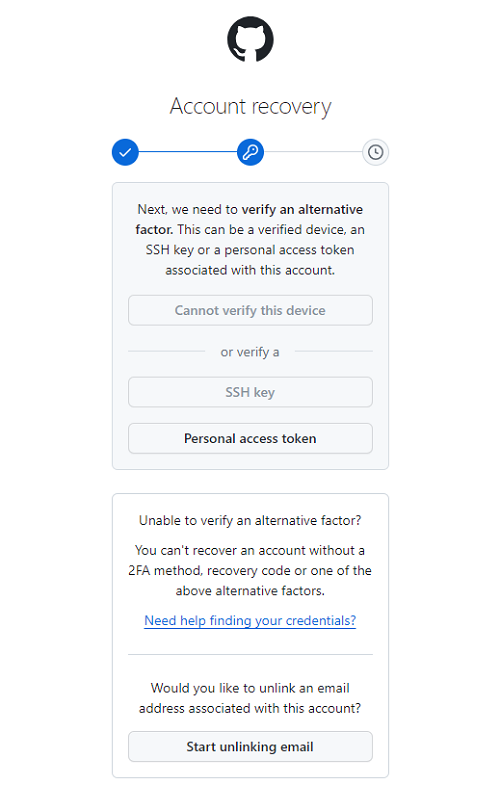 Account recovery
Next, we need to verify an alternative
factor. This can be a verified device, an
SSH key or a personal access token
associated with this account.
Cannot verify this device
or verify a
SSH key
Personal access token
Unable to verify an alternative factor?
You can't recover an account without a
2FA method, recovery code or one of the
above alternative factors.
Need help finding your credentials?
Would you like to unlink an email
address associated with this account?
Start unlinking email